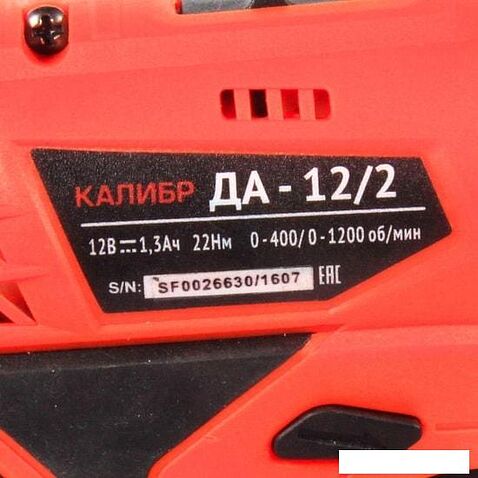 КАЛИБР ДА - 12/2
12В⎓1,3Ач 22Нм 0-400/0-1200 об/мин
S/N: SF0026630/1607 EAC